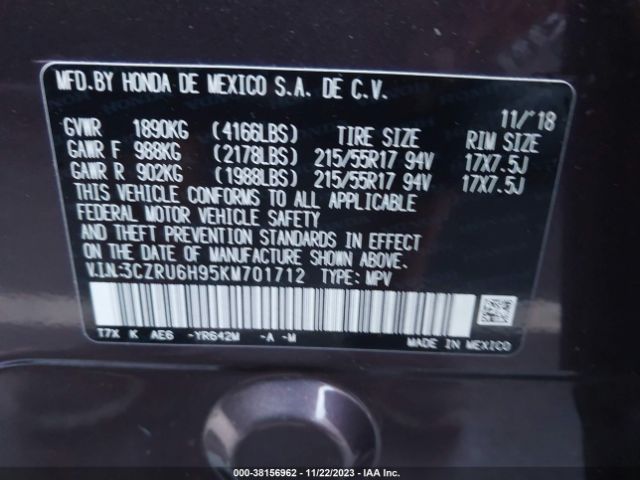 MFD.BY HONDA DE MEXICO S.A. DE C.V.
11/'18
GVWR 1890KG (4166LBS) TIRE SIZE RIM SIZE
GAWR F 988KG (2178LBS) 215/55R17 94V 17X7.5J
GAWR R 902KG (1988LBS) 215/55R17 94V 17X7.5J
THIS VEHICLE CONFORMS TO ALL APPLICABLE
FEDERAL MOTOR VEHICLE SAFETY
AND THEFT PREVENTION STANDARDS IN EFFECT
ON THE DATE OF MANUFACTURE SHOWN ABOVE.
V.I.N.:3CZRU6H95KM701712 TYPE: MPV
T7X K AE6 -YR642M -A -M
MADE IN MEXICO
000-38156962 - 11/22/2023 - IAA Inc.